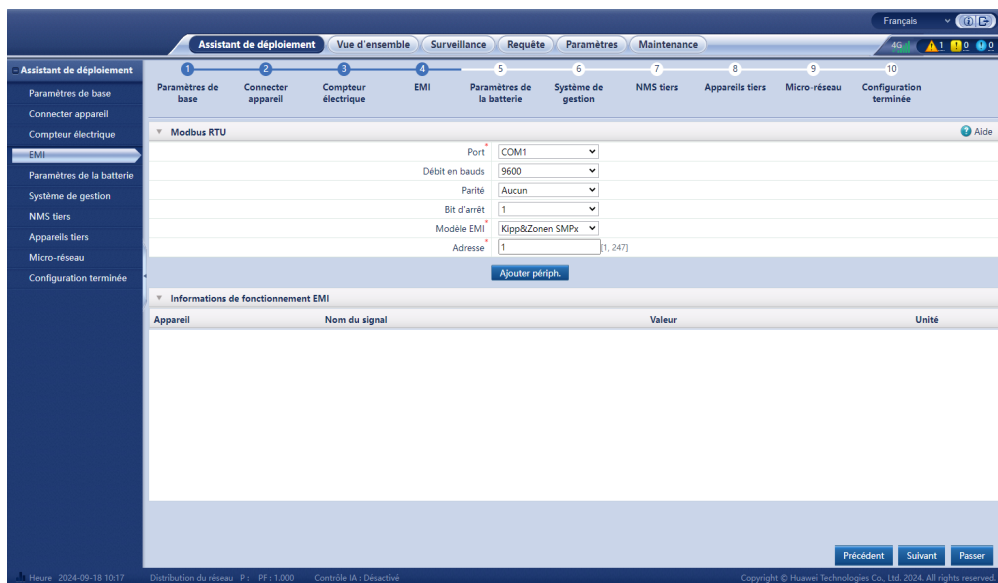 Français
Assistant de déploiement Vue d'ensemble Surveillance Requête Paramètres Maintenance
4G 1 0 0
Assistant de déploiement
Paramètres de base
Connecter appareil
Compteur électrique
EMI
Paramètres de la batterie
Système de gestion
NMS tiers
Appareils tiers
Micro-réseau
Configuration terminée
1 2 3 4 5 6 7 8 9 10
Paramètres de Connecter Compteur EMI Paramètres de Système de NMS tiers Appareils tiers Micro-réseau Configuration
base appareil électrique la batterie gestion terminée
Modbus RTU Aide
Port * COM1
Débit en bauds 9600
Parité Aucun
Bit d'arrêt 1
Modèle EMI * Kipp&Zonen SMPx
Adresse * 1 [1, 247]
Ajouter périph.
Informations de fonctionnement EMI
Appareil Nom du signal Valeur Unité
Précédent Suivant Passer
Heure 2024-09-18 10:17 Distribution du réseau P : PF : 1.000 Contrôle IA : Désactivé Copyright © Huawei Technologies Co., Ltd. 2024. All rights reserved.